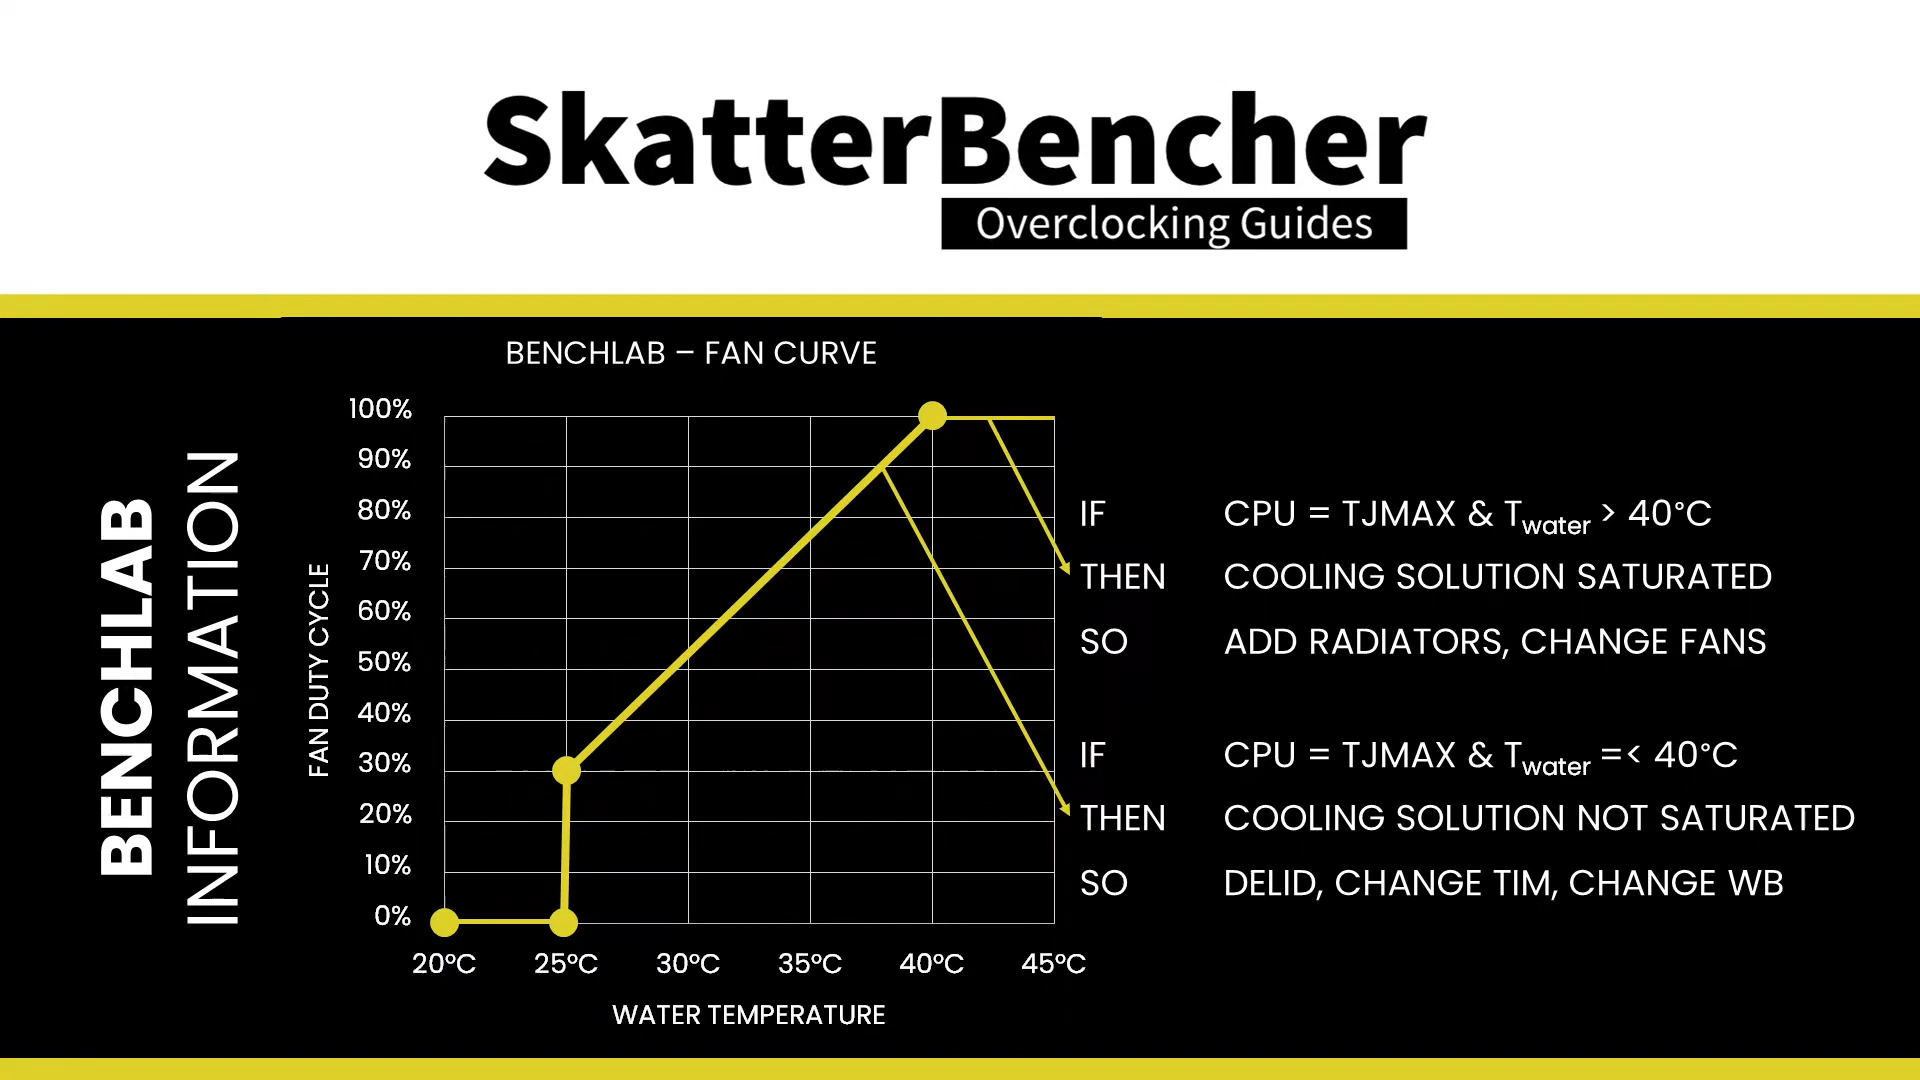 SkatterBencher
Overclocking Guides
BENCHLAB
INFORMATION
BENCHLAB – FAN CURVE
FAN DUTY CYCLE
100%
90%
80%
70%
60%
50%
40%
30%
20%
10%
0%
20°C 25°C 30°C 35°C 40°C 45°C
WATER TEMPERATURE
IF CPU = TJMAX & Twater > 40°C
THEN COOLING SOLUTION SATURATED
SO ADD RADIATORS, CHANGE FANS
IF CPU = TJMAX & Twater =< 40°C
THEN COOLING SOLUTION NOT SATURATED
SO DELID, CHANGE TIM, CHANGE WB